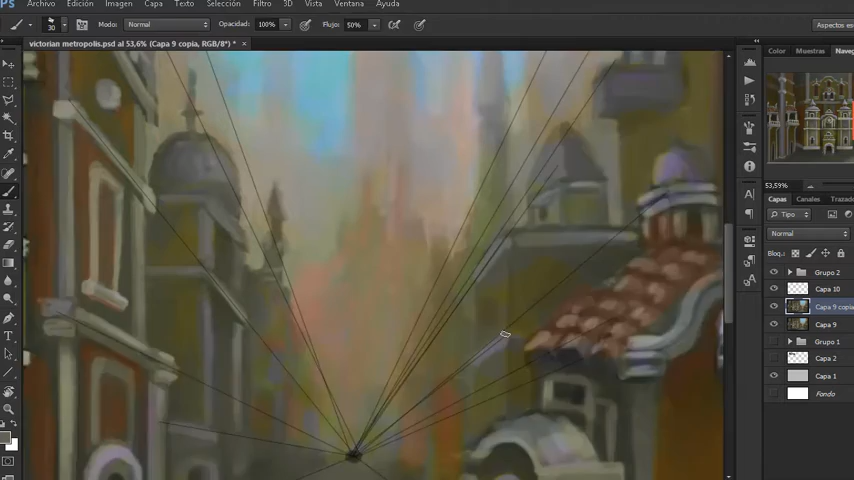 Ps Archivo Edición Imagen Capa Texto Selección Filtro 3D Vista Ventana Ayuda
30 Modo: Normal Opacidad: 100% Flujo: 50% Aspectos es
victorian metropolis.psd al 53,6% (Capa 9 copia, RGB/8*) * ×
Color Muestras Naveg
53,59%
Capas Canales Trazado
Tipo
Normal
Bloq.:
Grupo 2
Capa 10
Capa 9 copia
Capa 9
Grupo 1
Capa 2
Capa 1
Fondo